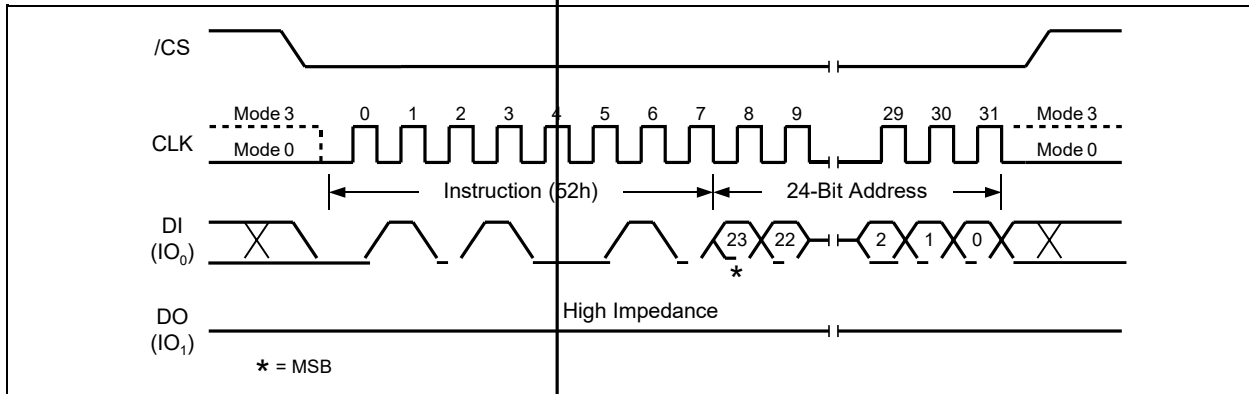 /CS
Mode 3 0 1 2 3 4 5 6 7 8 9 29 30 31 Mode 3
CLK
Mode 0 Mode 0
Instruction (52h) 24-Bit Address
DI
(IO0) 23 22 2 1 0
*
DO High Impedance
(IO1)
* = MSB